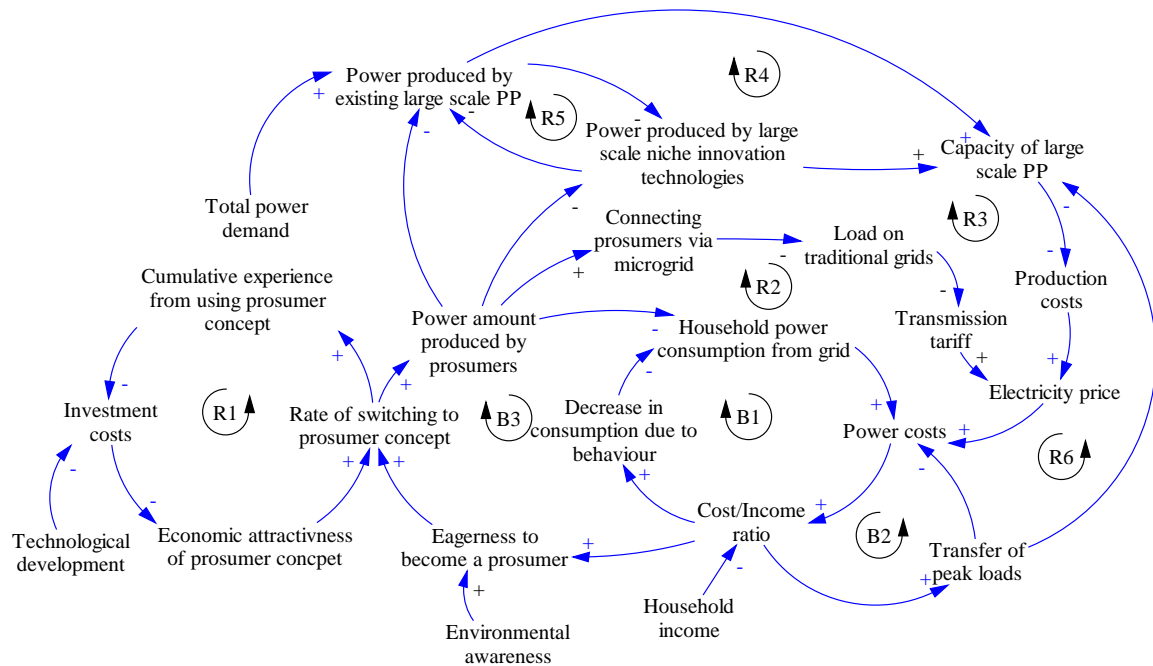 Power produced by
existing large scale PP
+
-
-
R5
R4
-
Power produced by large
scale niche innovation
technologies
-
+
+
Capacity of large
scale PP
-
-
R3
Total power
demand
Connecting
prosumers via
microgrid
+
-
Load on
traditional grids
-
-
Production
costs
+
Cumulative experience
from using prosumer
concept
+
-
R2
Transmission
tariff
+
Power amount
produced by
prosumers
+
-
Household power
consumption from grid
-
+
Electricity price
+
Investment
costs
-
-
R1
Rate of switching to
prosumer concept
+
+
B3
Decrease in
consumption due to
behaviour
+
B1
Power costs
-
R6
Technological
development
Economic attractivness
of prosumer concpet
Eagerness to
become a prosumer
+
+
Cost/Income
ratio
+
-
B2
Transfer of
peak loads
+
Environmental
awareness
Household
income